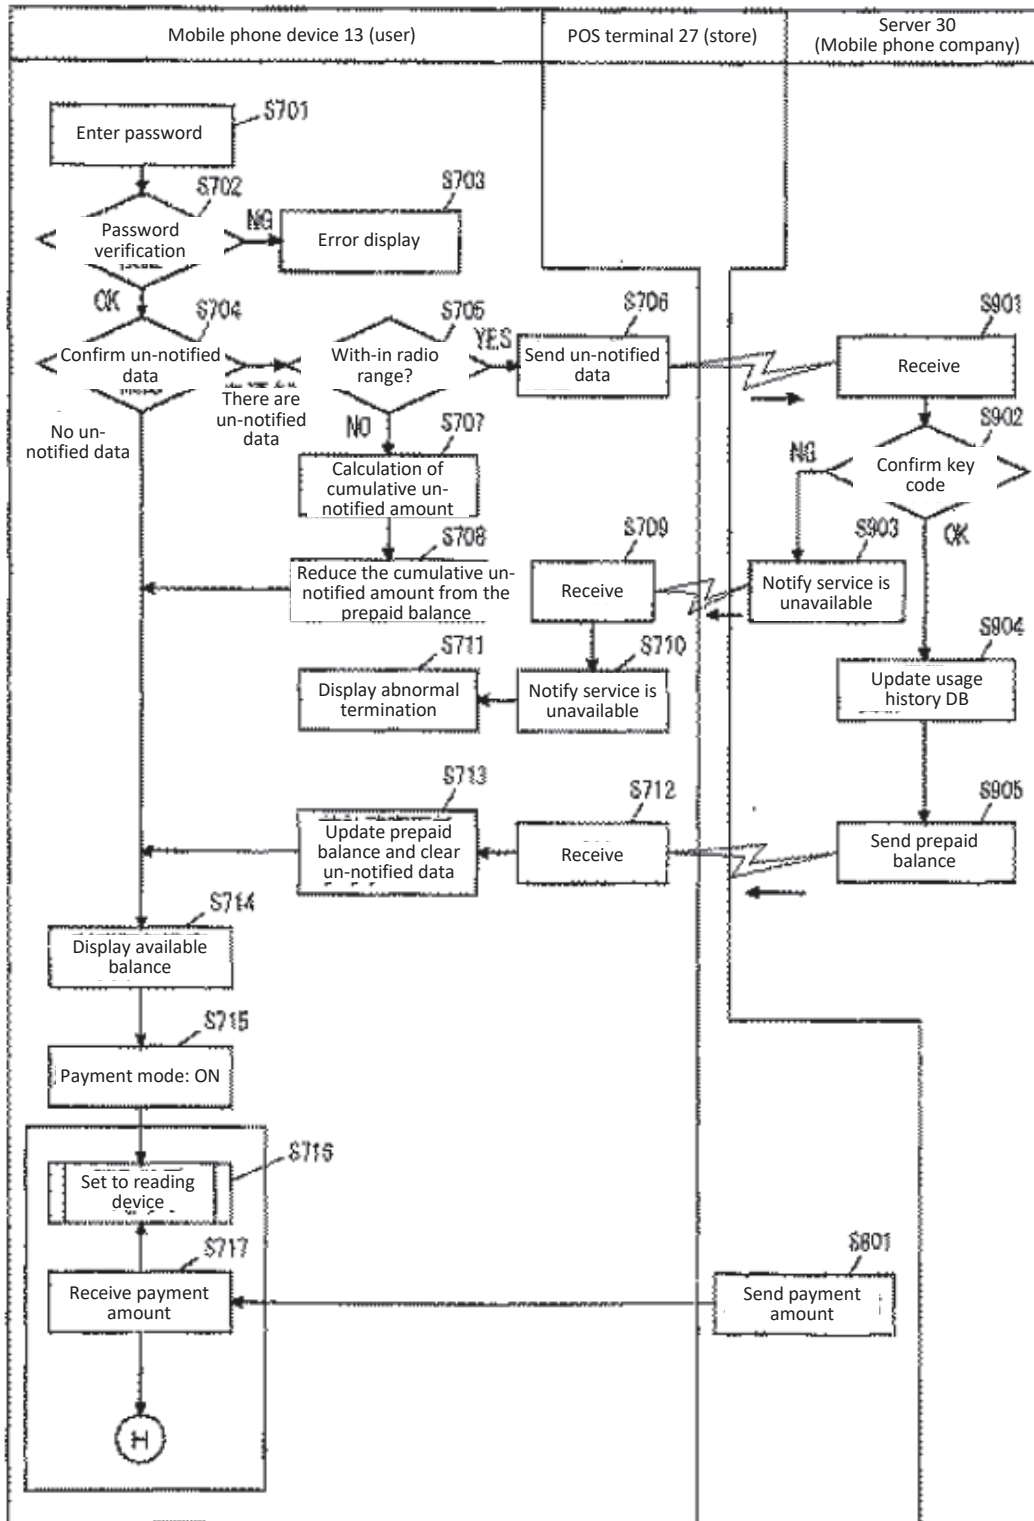 Mobile phone device 13 (user)
POS terminal 27 (store)
Server 30
(Mobile phone company)
S701
Enter password
S702
Password
verification
NG
S703
Error display
OK
S704
Confirm un-notified
data
There are
un-notified
data
No un-
notified data
S705
With-in radio
range?
YES
S706
Send un-notified
data
S901
Receive
NO
S707
Calculation of
cumulative un-
notified amount
S902
Confirm key
code
NG
OK
S708
Reduce the cumulative un-
notified amount from the
prepaid balance
S709
Receive
S903
Notify service is
unavailable
S711
Display abnormal
termination
S710
Notify service is
unavailable
S904
Update usage
history DB
S713
Update prepaid
balance and clear
un-notified data
S712
Receive
S905
Send prepaid
balance
S714
Display available
balance
S715
Payment mode: ON
S716
Set to reading
device
S717
Receive payment
amount
S801
Send payment
amount
H